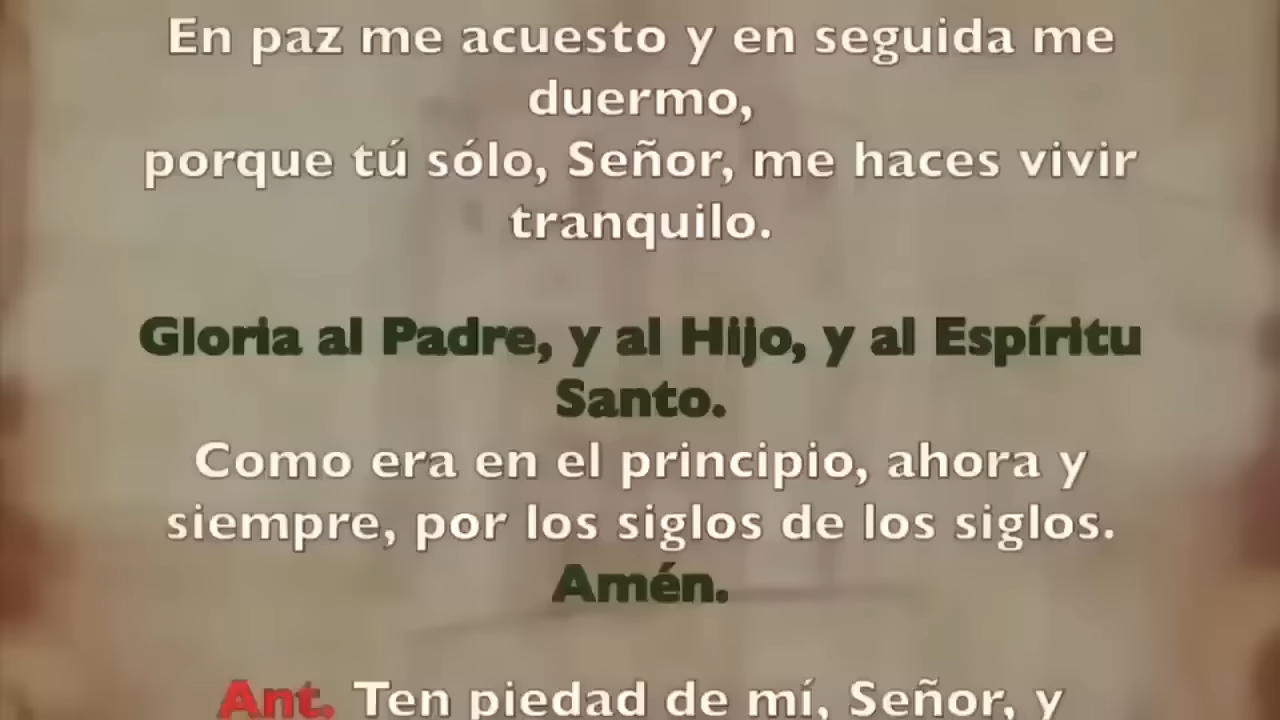 En paz me acuesto y en seguida me
duermo,
porque tú sólo, Señor, me haces vivir
tranquilo.
Gloria al Padre, y al Hijo, y al Espíritu
Santo.
Como era en el principio, ahora y
siempre, por los siglos de los siglos.
Amén.
Ant. Ten piedad de mí, Señor, y